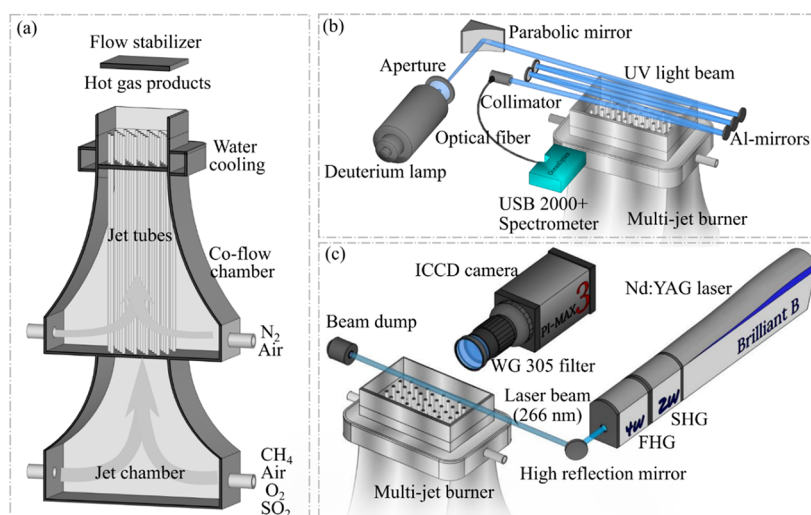 (a)
Flow stabilizer
Hot gas products
Water
cooling
Jet tubes
Co-flow
chamber
N₂
Air
CH₄
Air
O₂
SO₂
Jet chamber
(b)
Parabolic mirror
Aperture
UV light beam
Collimator
Optical fiber
Al-mirrors
Deuterium lamp
USB 2000+
Spectrometer
Multi-jet burner
(c)
ICCD camera
Nd:YAG laser
PI-MAX 3
Brilliant B
Beam dump
WG 305 filter
Laser beam
(266 nm)
4W
2W
SHG
FHG
High reflection mirror
Multi-jet burner